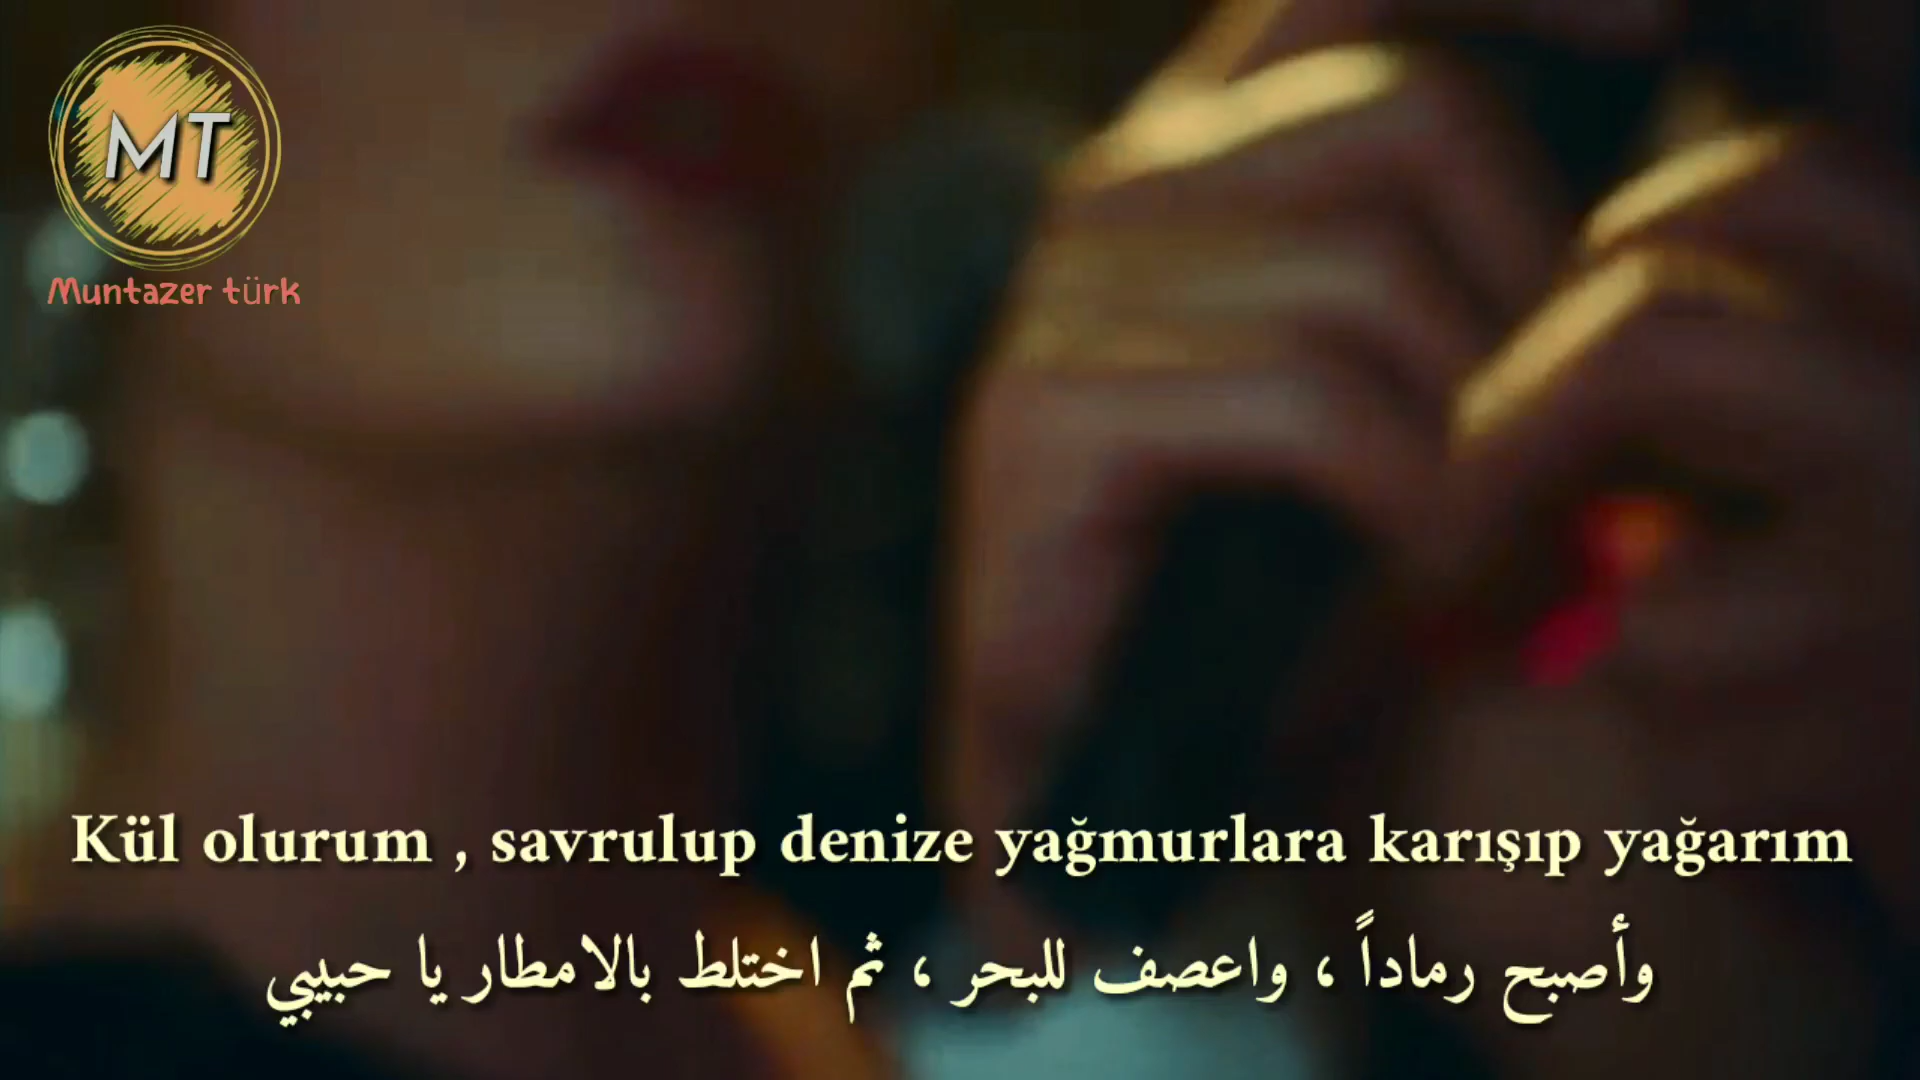 MT
Muntazer türk
Kül olurum , savrulup denize yağmurlara karışıp yağarım
وأصبح رماداً ، واعصف للبحر ، ثم اختلط بالامطار يا حبيبي